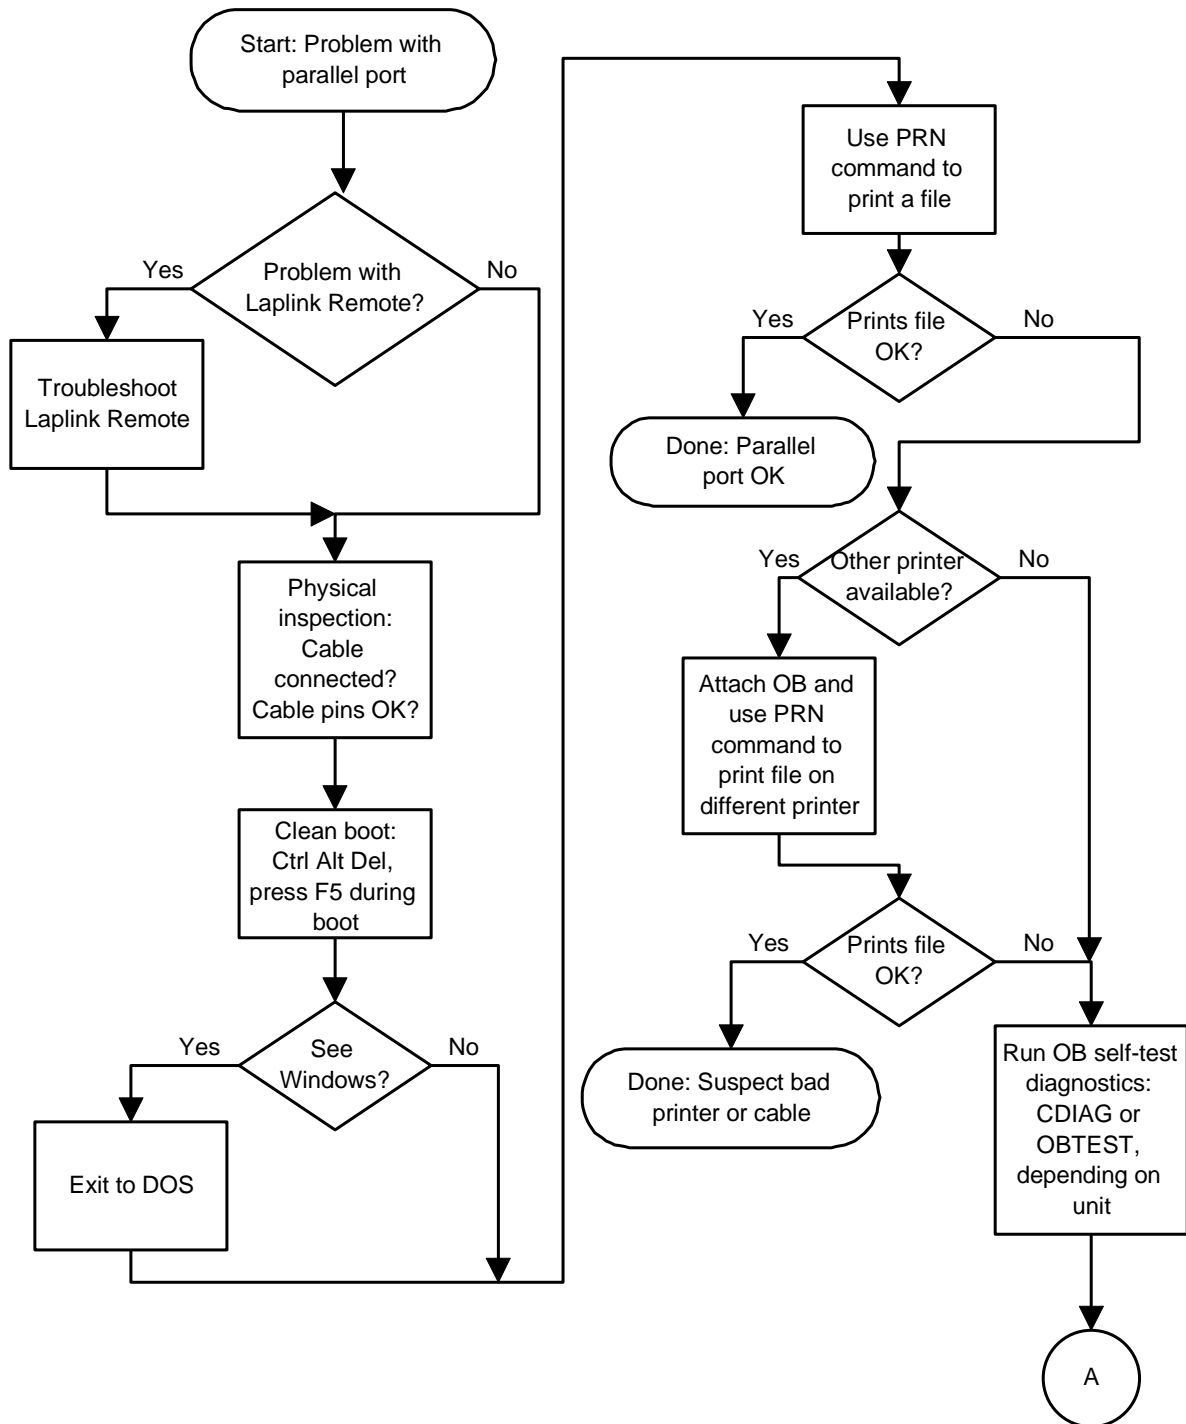 Start: Problem with
parallel port
Problem with
Laplink Remote?
Yes
No
Troubleshoot
Laplink Remote
Physical
inspection:
Cable
connected?
Cable pins OK?
Clean boot:
Ctrl Alt Del,
press F5 during
boot
See
Windows?
Yes
No
Exit to DOS
Use PRN
command to
print a file
Prints file
OK?
Yes
No
Done: Parallel
port OK
Other printer
available?
Yes
No
Attach OB and
use PRN
command to
print file on
different printer
Prints file
OK?
Yes
No
Done: Suspect bad
printer or cable
Run OB self-test
diagnostics:
CDIAG or
OBTEST,
depending on
unit
A